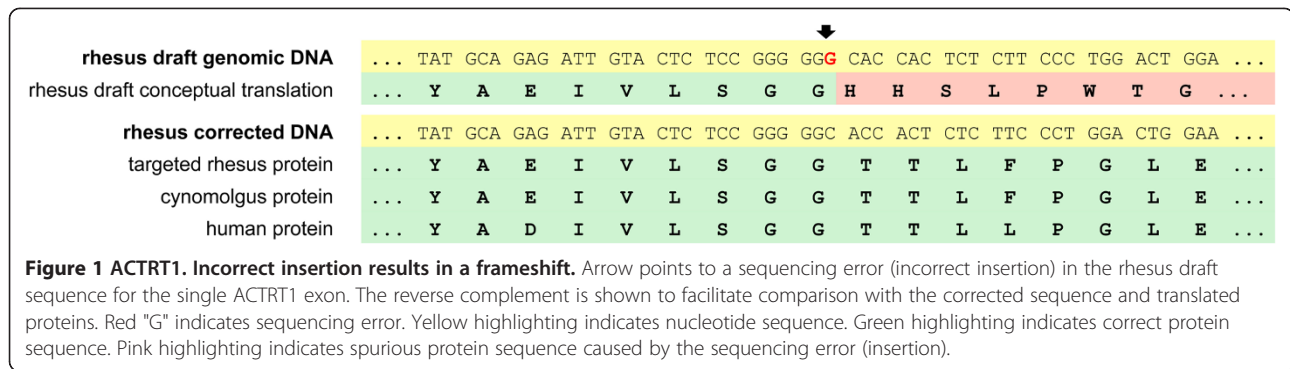 rhesus draft genomic DNA ... TAT GCA GAG ATT GTA CTC TCC GGG GGG CAC CAC TCT CTT CCC TGG ACT GGA ...
rhesus draft conceptual translation ... Y A E I V L S G G H H S L P W T G ...
rhesus corrected DNA ... TAT GCA GAG ATT GTA CTC TCC GGG GGC ACC ACT CTC TTC CCT GGA CTG GAA ...
targeted rhesus protein ... Y A E I V L S G G T T L F P G L E ...
cynomolgus protein ... Y A E I V L S G G T T L F P G L E ...
human protein ... Y A D I V L S G G T T L L P G L E ...
Figure 1 ACTRT1. Incorrect insertion results in a frameshift. Arrow points to a sequencing error (incorrect insertion) in the rhesus draft
sequence for the single ACTRT1 exon. The reverse complement is shown to facilitate comparison with the corrected sequence and translated
proteins. Red "G" indicates sequencing error. Yellow highlighting indicates nucleotide sequence. Green highlighting indicates correct protein
sequence. Pink highlighting indicates spurious protein sequence caused by the sequencing error (insertion).